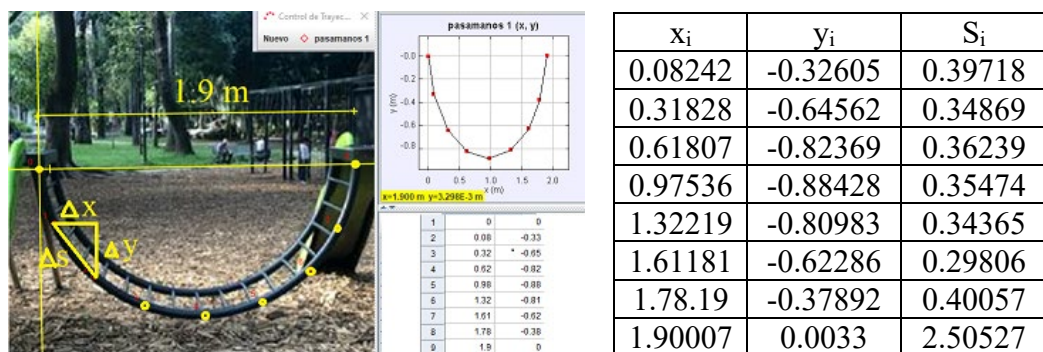 Control de Trayec...
Nuevo pasamanos 1
1.9 m
Δx
Δy
Δs
pasamanos 1 (x, y)
-0.0
-0.2
-0.4
-0.6
-0.8
y (m)
0 0.5 1.0 1.5 2.0
x (m)
x=1.900 m y=3.298E-3 m
1 0 0
2 0.08 -0.33
3 0.32 -0.65
4 0.62 -0.82
5 0.98 -0.88
6 1.32 -0.81
7 1.61 -0.62
8 1.78 -0.38
9 1.9 0
xi yi Si
0.08242 -0.32605 0.39718
0.31828 -0.64562 0.34869
0.61807 -0.82369 0.36239
0.97536 -0.88428 0.35474
1.32219 -0.80983 0.34365
1.61181 -0.62286 0.29806
1.78.19 -0.37892 0.40057
1.90007 0.0033 2.50527